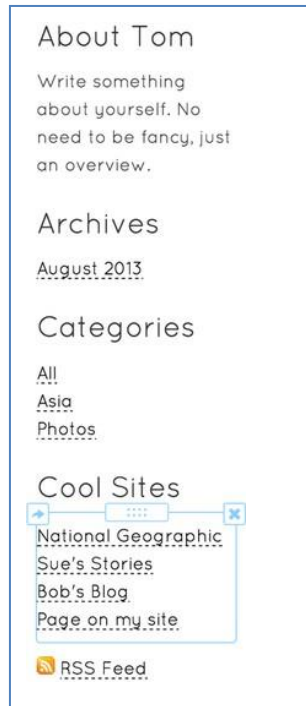 About Tom
Write something
about yourself. No
need to be fancy, just
an overview.
Archives
August 2013
Categories
All
Asia
Photos
Cool Sites
National Geographic
Sue's Stories
Bob's Blog
Page on my site
RSS Feed